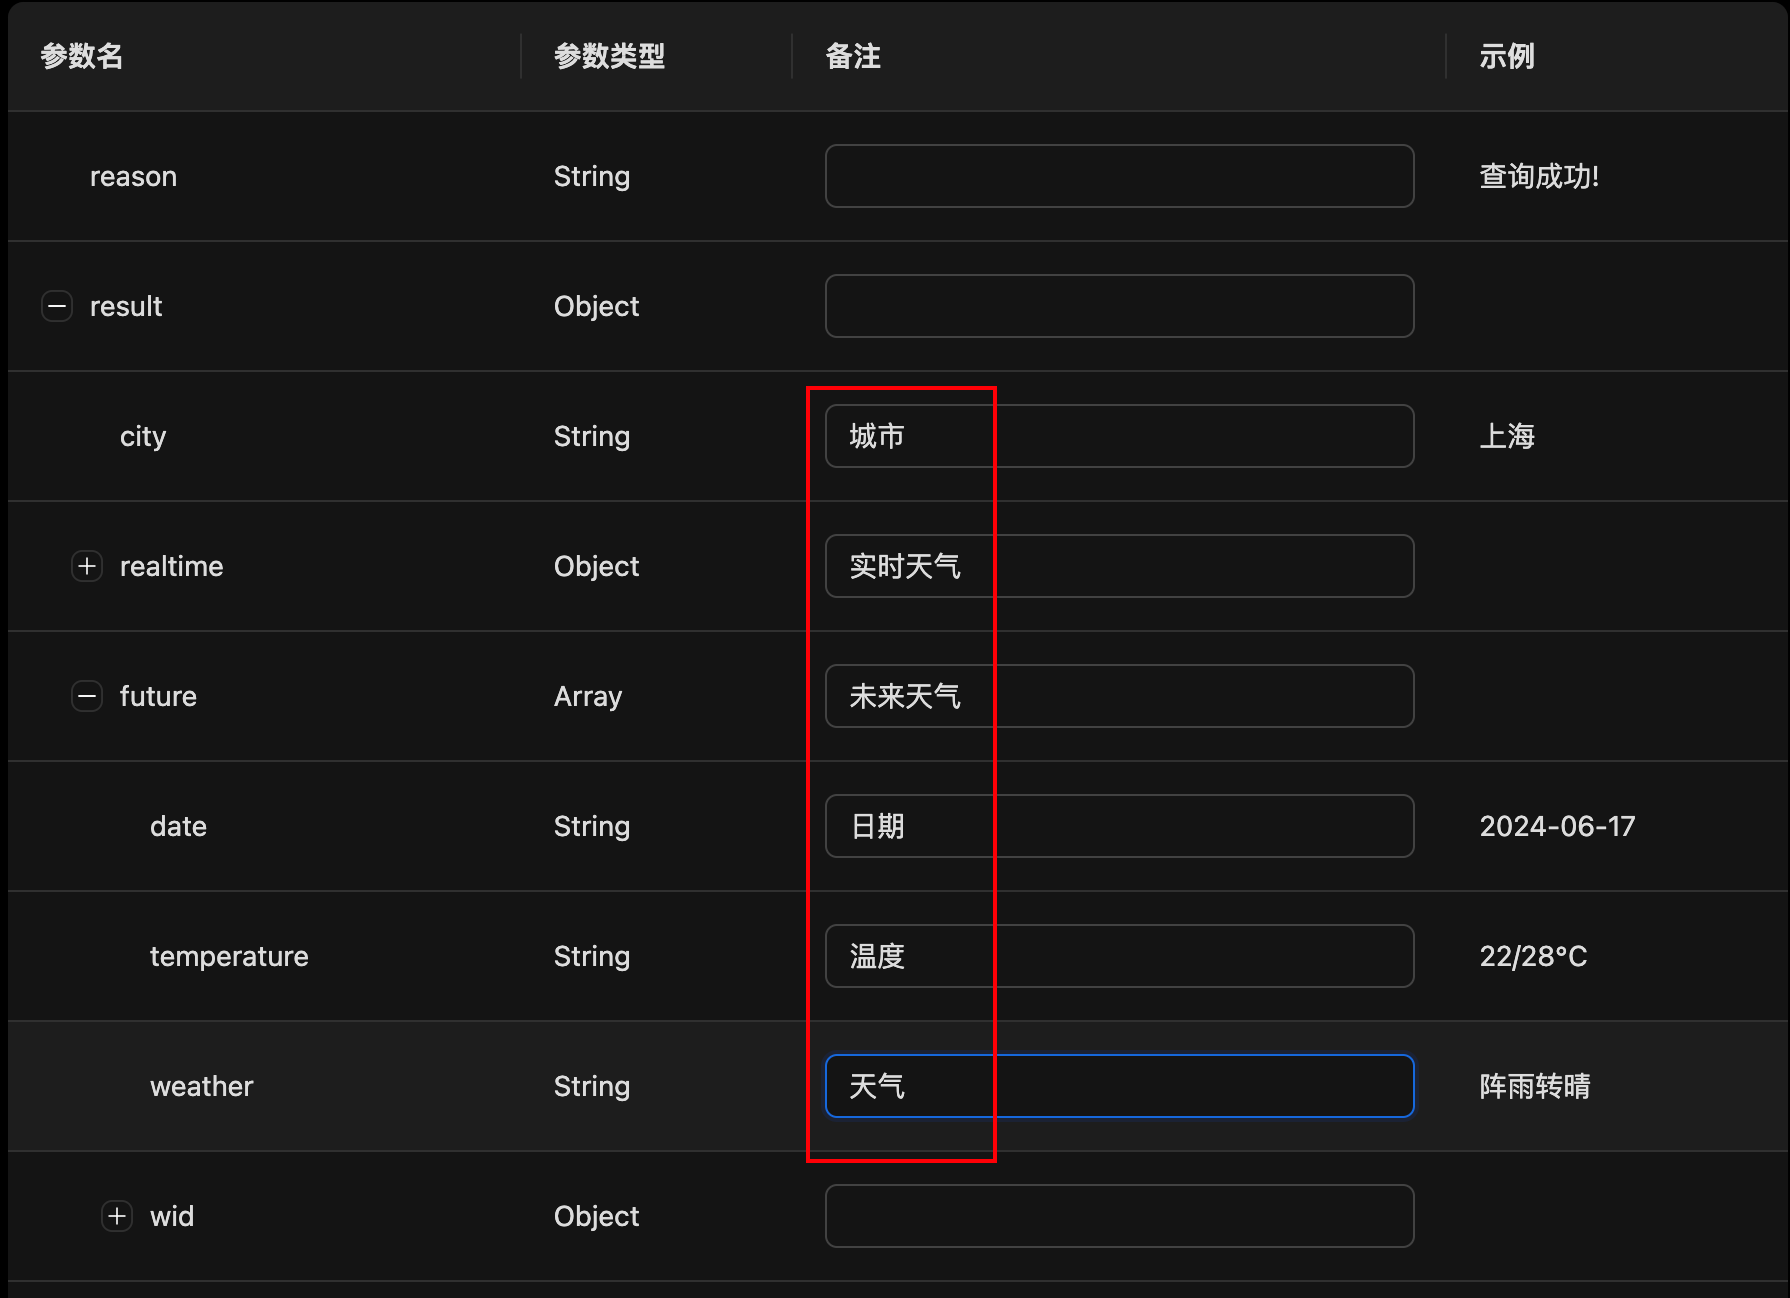 参数名 参数类型 备注 示例
reason String 查询成功!
result Object
city String 城市 上海
realtime Object 实时天气
future Array 未来天气
date String 日期 2024-06-17
temperature String 温度 22/28℃
weather String 天气 阵雨转晴
wid Object